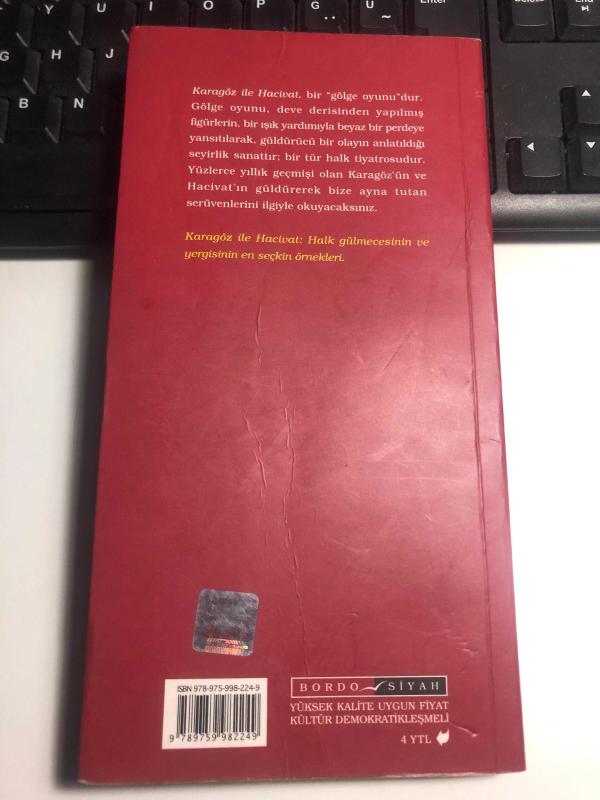 Y U I O P Ğ Ü Enter Delete End
G H
B N
Karagöz ile Hacivat, bir "gölge oyunu"dur.
Gölge oyunu, deve derisinden yapılmış
figürlerin, bir ışık yardımıyla beyaz bir perdeye
yansıtılarak, güldürücü bir olayın anlatıldığı
seyirlik sanatır; bir tür halk tiyatrosudur.
Yüzlerce yıllık geçmişi olan Karagöz'ün ve
Hacivat'ın güldürerek bize ayna tutan
serüvenlerini ilgiyle okuyacaksınız.
Karagöz ile Hacivat: Halk gülmecesinin ve
yergisinin en seçkin örnekleri.
ISBN 978-975-998-224-9
9 789759 982249
BORDO SİYAH
YÜKSEK KALİTE UYGUN FİYAT
KÜLTÜR DEMOKRATİKLEŞMELİ
4 YTL